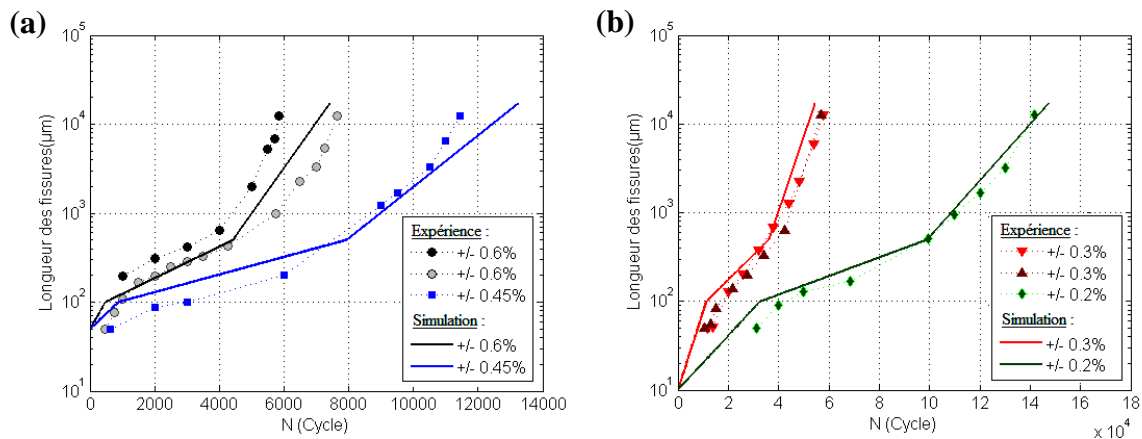 (a)
10^5
10^4
10^3
10^2
10^1
Longueur des fissures(µm)
0 2000 4000 6000 8000 10000 12000 14000
N (Cycle)
Expérience :
+/- 0.6%
+/- 0.6%
+/- 0.45%
Simulation :
+/- 0.6%
+/- 0.45%
(b)
10^5
10^4
10^3
10^2
10^1
Longueur des fissures(µm)
0 2 4 6 8 10 12 14 16 18
N (Cycle)
x 10^4
Expérience :
+/- 0.3%
+/- 0.3%
+/- 0.2%
Simulation :
+/- 0.3%
+/- 0.2%